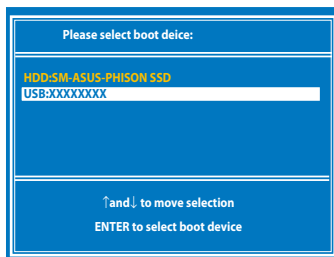 Please select boot deice:
HDD:SM-ASUS-PHISON SSD
USB:XXXXXXXX
↑and↓ to move selection
ENTER to select boot device